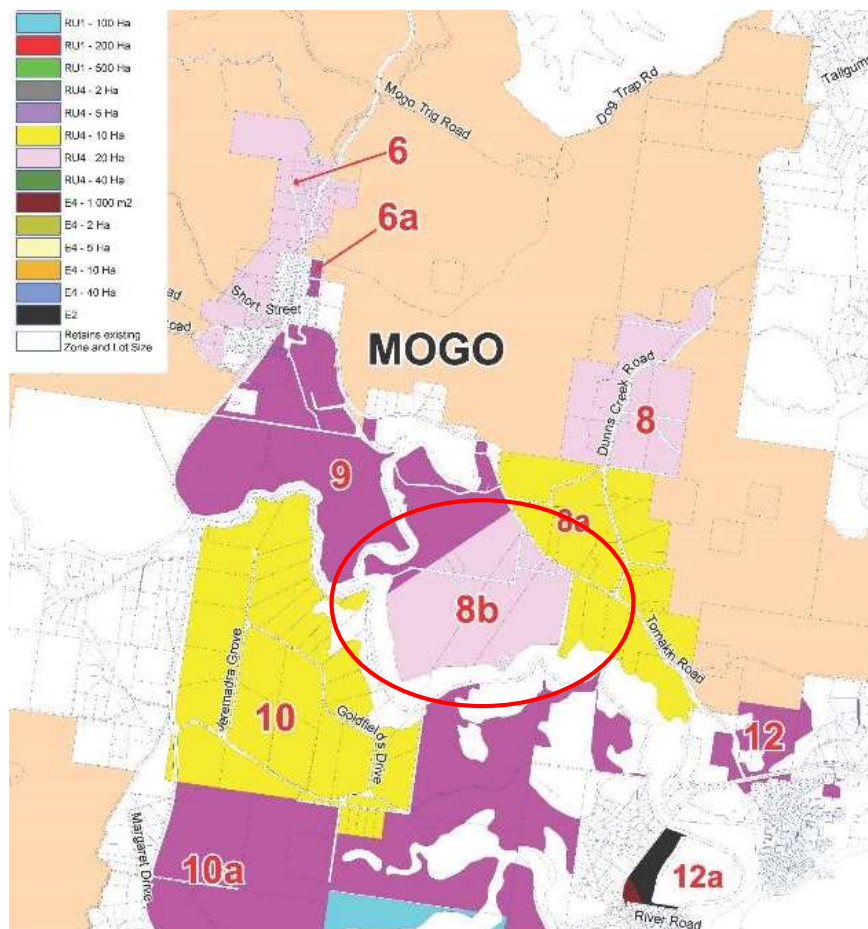 RU1 - 100 Ha
RU1 - 200 Ha
RU1 - 500 Ha
RU4 - 2 Ha
RU4 - 5 Ha
RU4 - 10 Ha
RU4 - 20 Ha
RU4 - 40 Ha
E4 - 1 000 m2
E4 - 2 Ha
E4 - 5 Ha
E4 - 10 Ha
E4 - 40 Ha
E2
Retains existing
Zone and Lot Size
Mogo Trig Road
Dog Trap Rd
6
6a
Short Street
MOGO
Dunns Creek Road
8
9
8a
8b
Tomakin Road
Jeremadra Grove
10
Goldfield's Drive
12
Margaret Drive
10a
12a
River Road